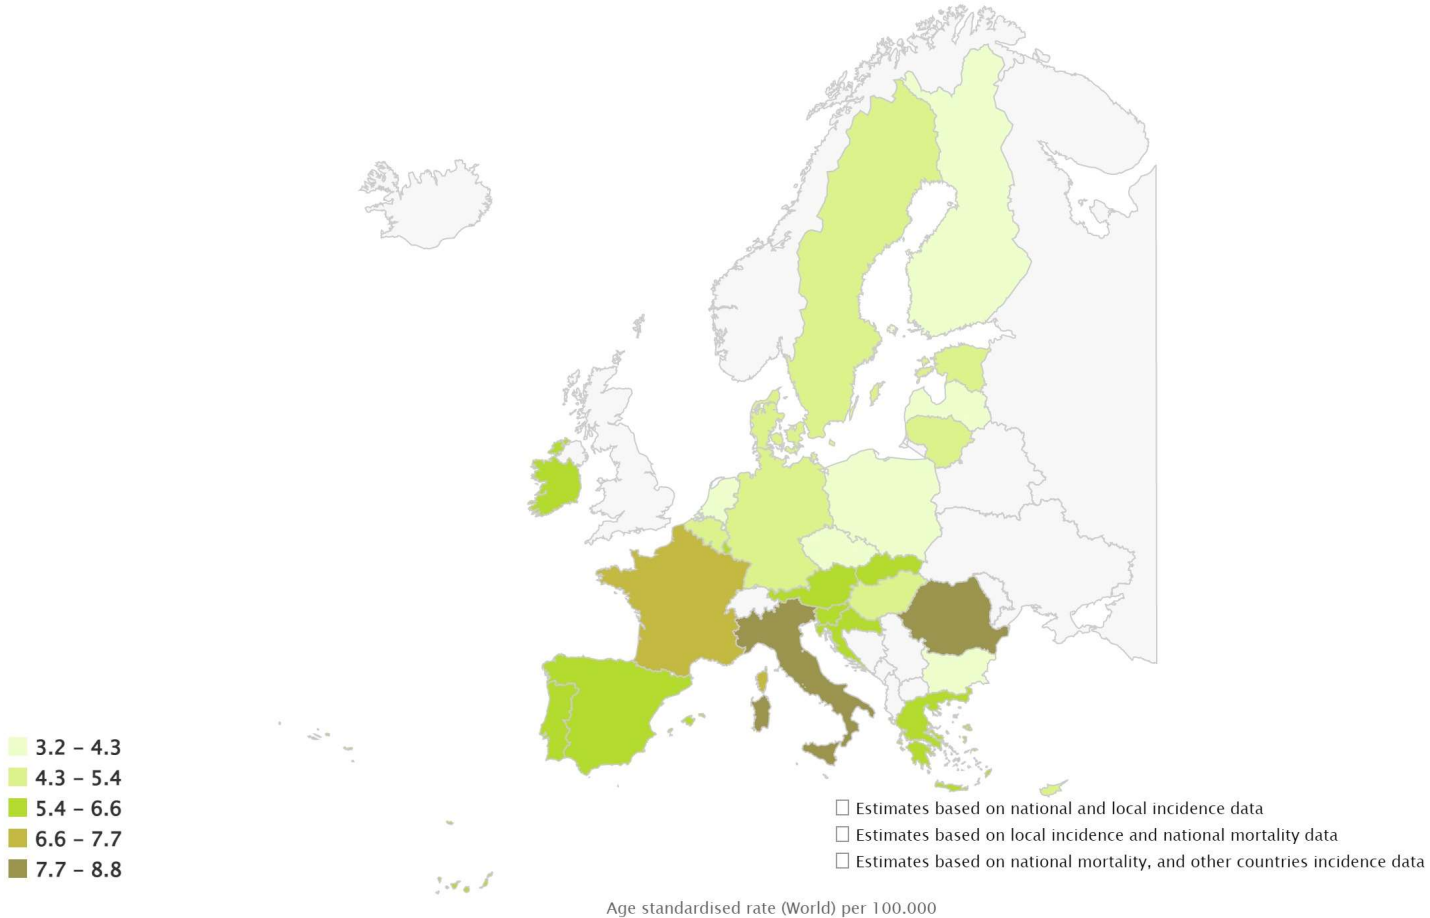 3.2 – 4.3
4.3 – 5.4
5.4 – 6.6
6.6 – 7.7
7.7 – 8.8
Estimates based on national and local incidence data
Estimates based on local incidence and national mortality data
Estimates based on national mortality, and other countries incidence data
Age standardised rate (World) per 100.000